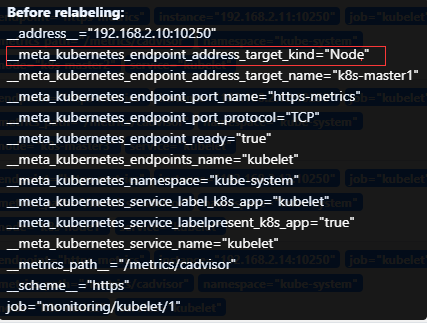 Before relabeling:
__address__="192.168.2.10:10250"
__meta_kubernetes_endpoint_address_target_kind="Node"
__meta_kubernetes_endpoint_address_target_name="k8s-master1"
__meta_kubernetes_endpoint_port_name="https-metrics"
__meta_kubernetes_endpoint_port_protocol="TCP"
__meta_kubernetes_endpoint_ready="true"
__meta_kubernetes_endpoints_name="kubelet"
__meta_kubernetes_namespace="kube-system"
__meta_kubernetes_service_label_k8s_app="kubelet"
__meta_kubernetes_service_labelpresent_k8s_app="true"
__meta_kubernetes_service_name="kubelet"
__metrics_path__="/metrics/cadvisor"
__scheme__="https"
job="monitoring/kubelet/1"